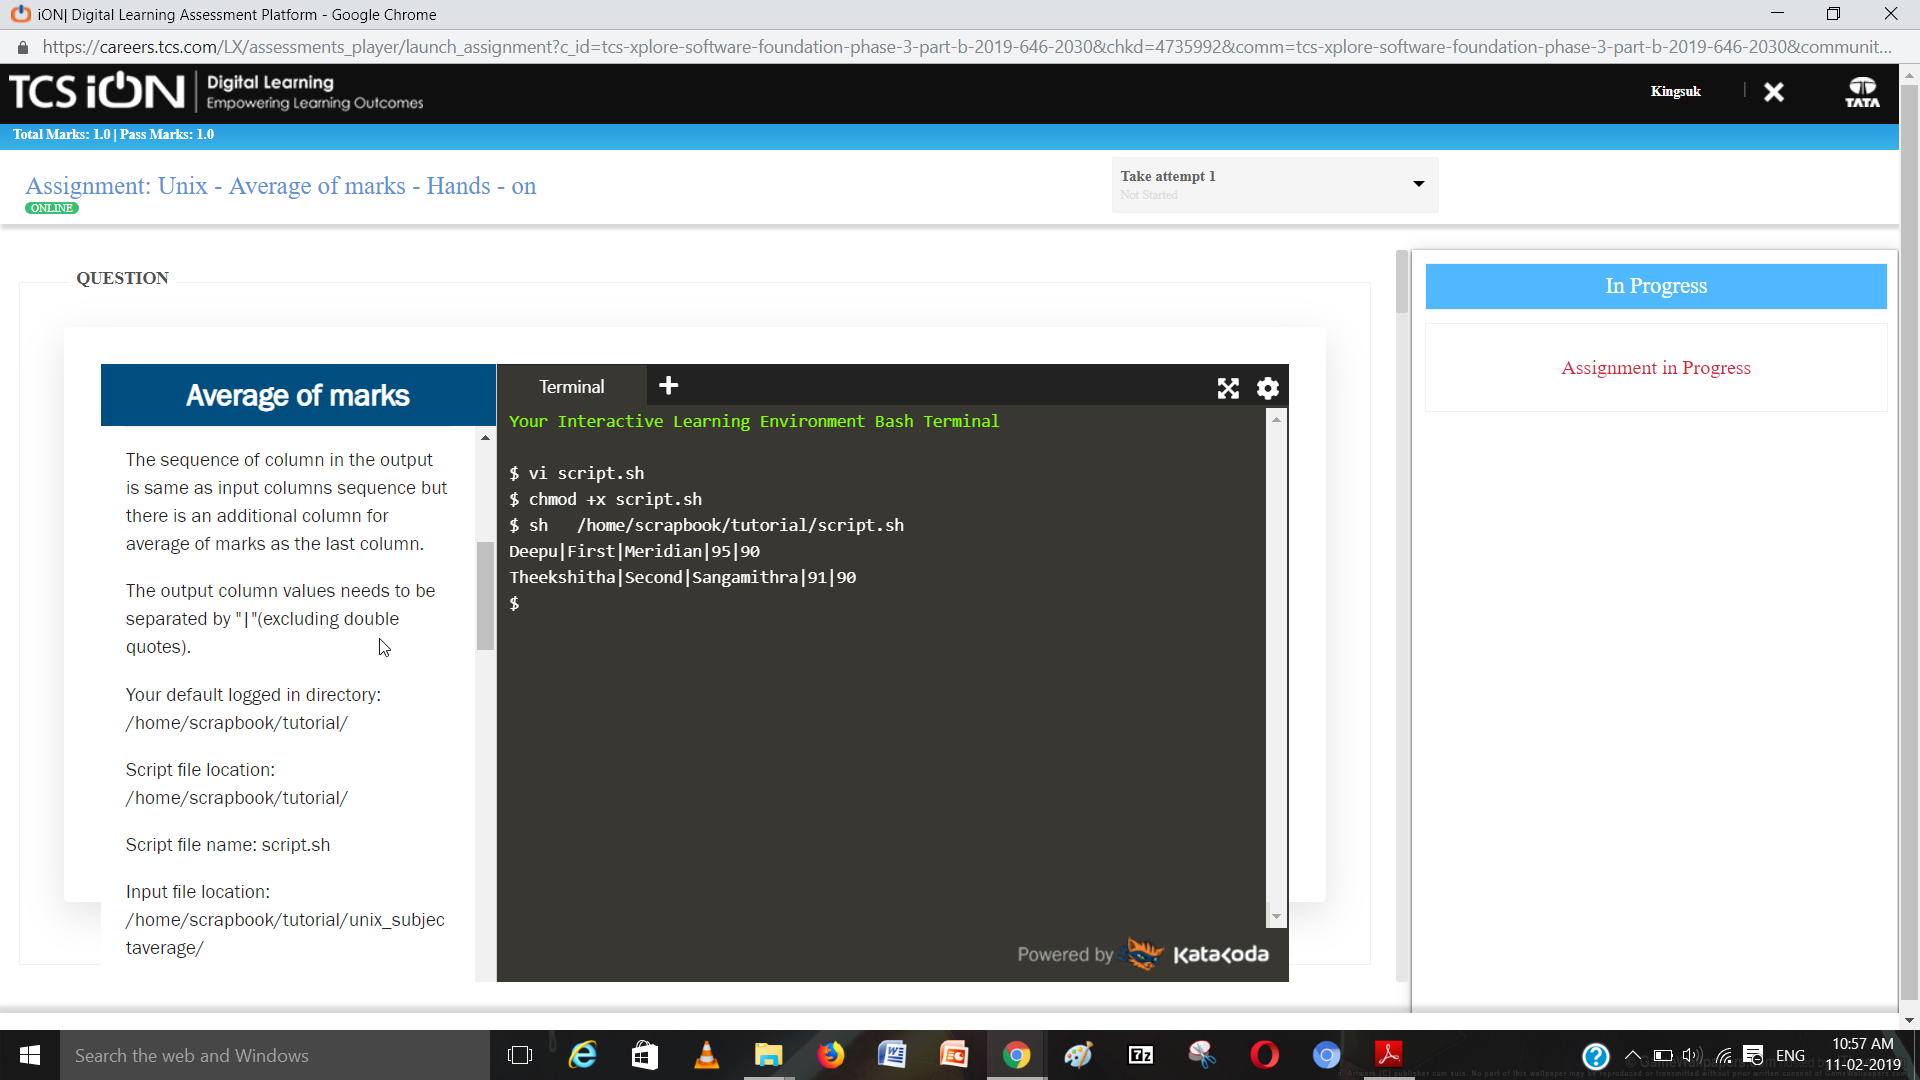 iON| Digital Learning Assessment Platform - Google Chrome
https://careers.tcs.com/LX/assessments_player/launch_assignment?c_id=tcs-xplore-software-foundation-phase-3-part-b-2019-646-2030&chkd=4735992&comm=tcs-xplore-software-foundation-phase-3-part-b-2019-646-2030&communit...
TCS iON | Digital Learning
Empowering Learning Outcomes
Kingsuk
TATA
Total Marks: 1.0 | Pass Marks: 1.0
Assignment: Unix - Average of marks - Hands - on
ONLINE
Take attempt 1
Not Started
QUESTION
Average of marks
The sequence of column in the output
is same as input columns sequence but
there is an additional column for
average of marks as the last column.
The output column values needs to be
separated by "|"(excluding double
quotes).
Your default logged in directory:
/home/scrapbook/tutorial/
Script file location:
/home/scrapbook/tutorial/
Script file name: script.sh
Input file location:
/home/scrapbook/tutorial/unix_subjec
taverage/
Terminal
Your Interactive Learning Environment Bash Terminal
$ vi script.sh
$ chmod +x script.sh
$ sh   /home/scrapbook/tutorial/script.sh
Deepu|First|Meridian|95|90
Theekshitha|Second|Sangamithra|91|90
$
Powered by Katacoda
In Progress
Assignment in Progress
Search the web and Windows
ENG
10:57 AM
11-02-2019